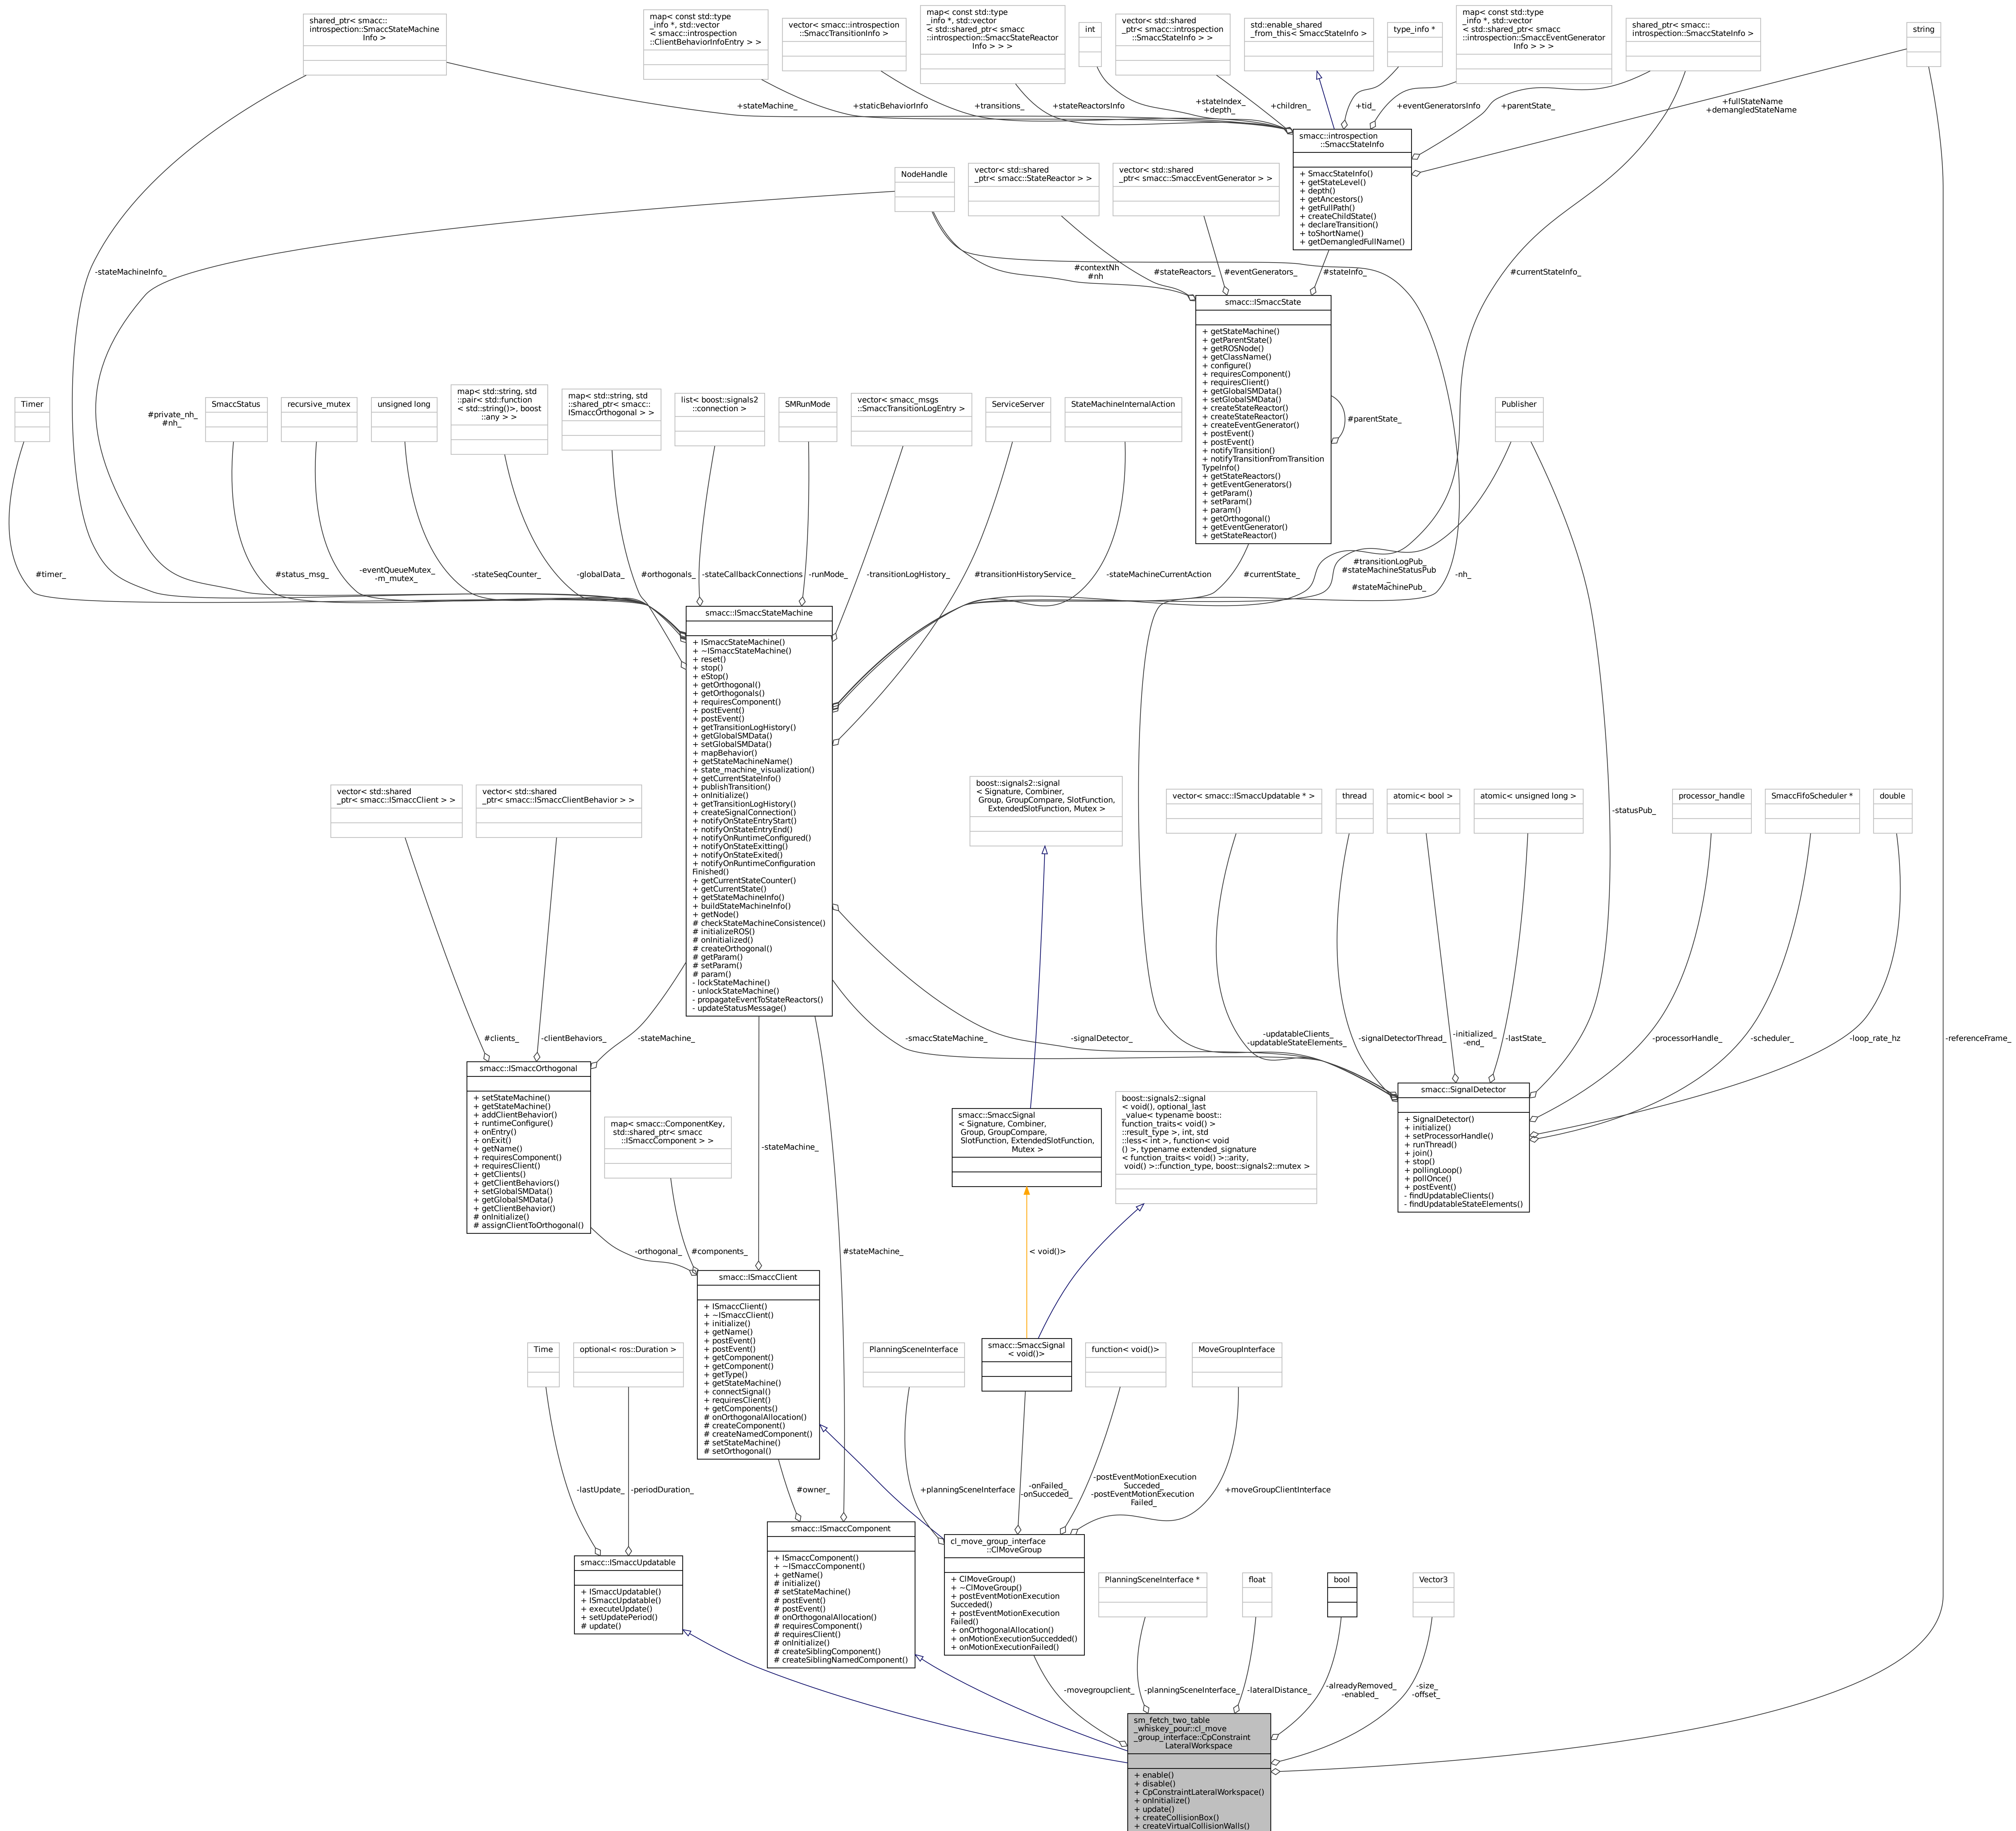 shared_ptr< smacc::
introspection::SmaccStateMachine
Info >
map< const std::type
_info *, std::vector
< smacc::introspection
::ClientBehaviorInfoEntry > >
vector< smacc::introspection
::SmaccTransitionInfo >
map< const std::type
_info *, std::vector
< std::shared_ptr< smacc
::introspection::SmaccStateReactor
Info > > >
int
vector< std::shared
_ptr< smacc::introspection
::SmaccStateInfo > >
std::enable_shared
_from_this< SmaccStateInfo >
type_info *
map< const std::type
_info *, std::vector
< std::shared_ptr< smacc
::introspection::SmaccEventGenerator
Info > > >
shared_ptr< smacc::
introspection::SmaccStateInfo >
string
+stateMachine_
+staticBehaviorInfo
+transitions_
+stateReactorsInfo
+stateIndex_
+depth_
+children_
+tid_
+eventGeneratorsInfo
+parentState_
+fullStateName
+demangledStateName
smacc::introspection
::SmaccStateInfo
+ SmaccStateInfo()
+ getStateLevel()
+ depth()
+ getAncestors()
+ getFullPath()
+ createChildState()
+ declareTransition()
+ toShortName()
+ getDemangledFullName()
NodeHandle
vector< std::shared
_ptr< smacc::StateReactor > >
vector< std::shared
_ptr< smacc::SmaccEventGenerator > >
-stateMachineInfo_
#contextNh
#nh
#stateReactors_
#eventGenerators_
#stateInfo_
#currentStateInfo_
smacc::ISmaccState
+ getStateMachine()
+ getParentState()
+ getROSNode()
+ getClassName()
+ configure()
+ requiresComponent()
+ requiresClient()
+ getGlobalSMData()
+ setGlobalSMData()
+ createStateReactor()
+ createStateReactor()
+ createEventGenerator()
+ postEvent()
+ postEvent()
+ notifyTransition()
+ notifyTransitionFromTransition
TypeInfo()
+ getStateReactors()
+ getEventGenerators()
+ getParam()
+ setParam()
+ param()
+ getOrthogonal()
+ getEventGenerator()
+ getStateReactor()
#parentState_
Timer
#private_nh_
#nh_
SmaccStatus
recursive_mutex
unsigned long
map< std::string, std
::pair< std::function
< std::string()>, boost
::any > >
map< std::string, std
::shared_ptr< smacc::
ISmaccOrthogonal > >
list< boost::signals2
::connection >
SMRunMode
vector< smacc_msgs
::SmaccTransitionLogEntry >
ServiceServer
StateMachineInternalAction
Publisher
#timer_
#status_msg_
-eventQueueMutex_
-m_mutex_
-stateSeqCounter_
-globalData_
#orthogonals_
-stateCallbackConnections
-runMode_
-transitionLogHistory_
#transitionHistoryService_
-stateMachineCurrentAction
#currentState_
#transitionLogPub_
#stateMachineStatusPub
_
#stateMachinePub_
-nh_
smacc::ISmaccStateMachine
+ ISmaccStateMachine()
+ ~ISmaccStateMachine()
+ reset()
+ stop()
+ eStop()
+ getOrthogonal()
+ getOrthogonals()
+ requiresComponent()
+ postEvent()
+ postEvent()
+ getTransitionLogHistory()
+ getGlobalSMData()
+ setGlobalSMData()
+ mapBehavior()
+ getStateMachineName()
+ state_machine_visualization()
+ getCurrentStateInfo()
+ publishTransition()
+ onInitialize()
+ getTransitionLogHistory()
+ createSignalConnection()
+ notifyOnStateEntryStart()
+ notifyOnStateEntryEnd()
+ notifyOnRuntimeConfigured()
+ notifyOnStateExitting()
+ notifyOnStateExited()
+ notifyOnRuntimeConfiguration
Finished()
+ getCurrentStateCounter()
+ getCurrentState()
+ getStateMachineInfo()
+ buildStateMachineInfo()
+ getNode()
# checkStateMachineConsistence()
# initializeROS()
# onInitialized()
# createOrthogonal()
# getParam()
# setParam()
# param()
- lockStateMachine()
- unlockStateMachine()
- propagateEventToStateReactors()
- updateStatusMessage()
vector< std::shared
_ptr< smacc::ISmaccClient > >
vector< std::shared
_ptr< smacc::ISmaccClientBehavior > >
boost::signals2::signal
< Signature, Combiner,
Group, GroupCompare, SlotFunction,
ExtendedSlotFunction, Mutex >
vector< smacc::ISmaccUpdatable * >
thread
atomic< bool >
atomic< unsigned long >
processor_handle
SmaccFifoScheduler *
double
-statusPub_
#clients_
-clientBehaviors_
-stateMachine_
-smaccStateMachine_
-signalDetector_
-updatableClients_
-updatableStateElements_
-signalDetectorThread_
-initialized_
-end_
-lastState_
-processorHandle_
-scheduler_
-loop_rate_hz
-referenceFrame_
smacc::ISmaccOrthogonal
+ setStateMachine()
+ getStateMachine()
+ addClientBehavior()
+ runtimeConfigure()
+ onEntry()
+ onExit()
+ getName()
+ requiresComponent()
+ requiresClient()
+ getClients()
+ getClientBehaviors()
+ setGlobalSMData()
+ getGlobalSMData()
+ getClientBehavior()
# onInitialize()
# assignClientToOrthogonal()
map< smacc::ComponentKey,
std::shared_ptr< smacc
::ISmaccComponent > >
-stateMachine_
smacc::SmaccSignal
< Signature, Combiner,
Group, GroupCompare,
SlotFunction, ExtendedSlotFunction,
Mutex >
boost::signals2::signal
< void(), optional_last
_value< typename boost::
function_traits< void() >
::result_type >, int, std
::less< int >, function< void
() >, typename extended_signature
< function_traits< void() >::arity,
void() >::function_type, boost::signals2::mutex >
smacc::SignalDetector
+ SignalDetector()
+ initialize()
+ setProcessorHandle()
+ runThread()
+ join()
+ stop()
+ pollingLoop()
+ pollOnce()
+ postEvent()
- findUpdatableClients()
- findUpdatableStateElements()
-orthogonal_
#components_
#stateMachine_
< void()>
smacc::ISmaccClient
+ ISmaccClient()
+ ~ISmaccClient()
+ initialize()
+ getName()
+ postEvent()
+ postEvent()
+ getComponent()
+ getComponent()
+ getType()
+ getStateMachine()
+ connectSignal()
+ requiresClient()
+ getComponents()
# onOrthogonalAllocation()
# createComponent()
# createNamedComponent()
# setStateMachine()
# setOrthogonal()
Time
optional< ros::Duration >
PlanningSceneInterface
smacc::SmaccSignal
< void()>
function< void()>
MoveGroupInterface
-lastUpdate_
-periodDuration_
#owner_
+planningSceneInterface
-onFailed_
-onSucceded_
-postEventMotionExecution
Succeded_
-postEventMotionExecution
Failed_
+moveGroupClientInterface
smacc::ISmaccUpdatable
+ ISmaccUpdatable()
+ ISmaccUpdatable()
+ executeUpdate()
+ setUpdatePeriod()
# update()
smacc::ISmaccComponent
+ ISmaccComponent()
+ ~ISmaccComponent()
+ getName()
# initialize()
# setStateMachine()
# postEvent()
# postEvent()
# onOrthogonalAllocation()
# requiresComponent()
# requiresClient()
# onInitialize()
# createSiblingComponent()
# createSiblingNamedComponent()
cl_move_group_interface
::ClMoveGroup
+ ClMoveGroup()
+ ~ClMoveGroup()
+ postEventMotionExecution
Succeded()
+ postEventMotionExecution
Failed()
+ onOrthogonalAllocation()
+ onMotionExecutionSuccedded()
+ onMotionExecutionFailed()
PlanningSceneInterface *
float
bool
Vector3
-movegroupclient_
-planningSceneInterface_
-lateralDistance_
-alreadyRemoved_
-enabled_
-size_
-offset_
sm_fetch_two_table
_whiskey_pour::cl_move
_group_interface::CpConstraint
LateralWorkspace
+ enable()
+ disable()
+ CpConstraintLateralWorkspace()
+ onInitialize()
+ update()
+ createCollisionBox()
+ createVirtualCollisionWalls()